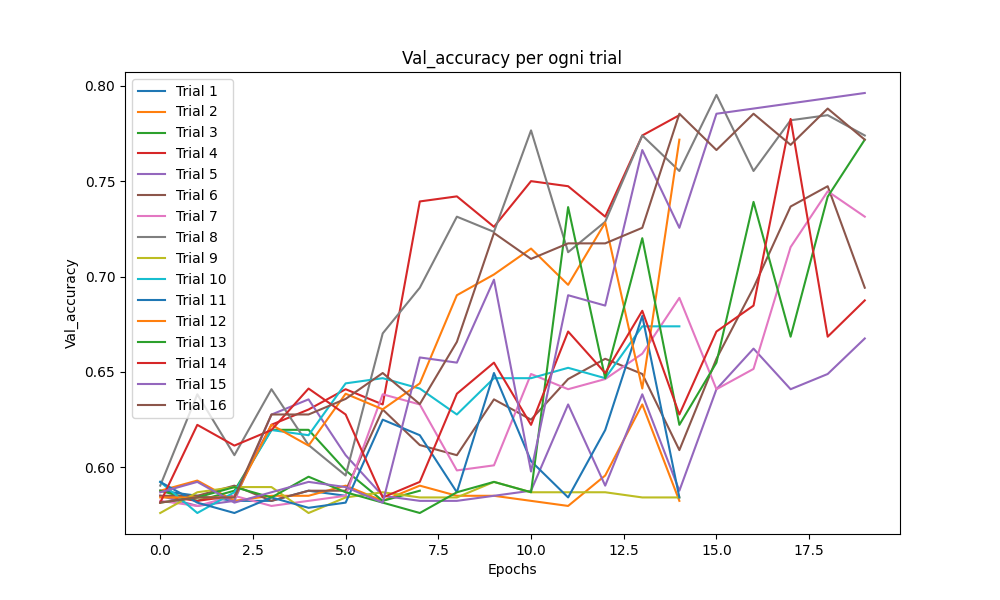 Val_accuracy per ogni trial
Val_accuracy
0.80
0.75
0.70
0.65
0.60
Trial 1
Trial 2
Trial 3
Trial 4
Trial 5
Trial 6
Trial 7
Trial 8
Trial 9
Trial 10
Trial 11
Trial 12
Trial 13
Trial 14
Trial 15
Trial 16
0.0 2.5 5.0 7.5 10.0 12.5 15.0 17.5
Epochs